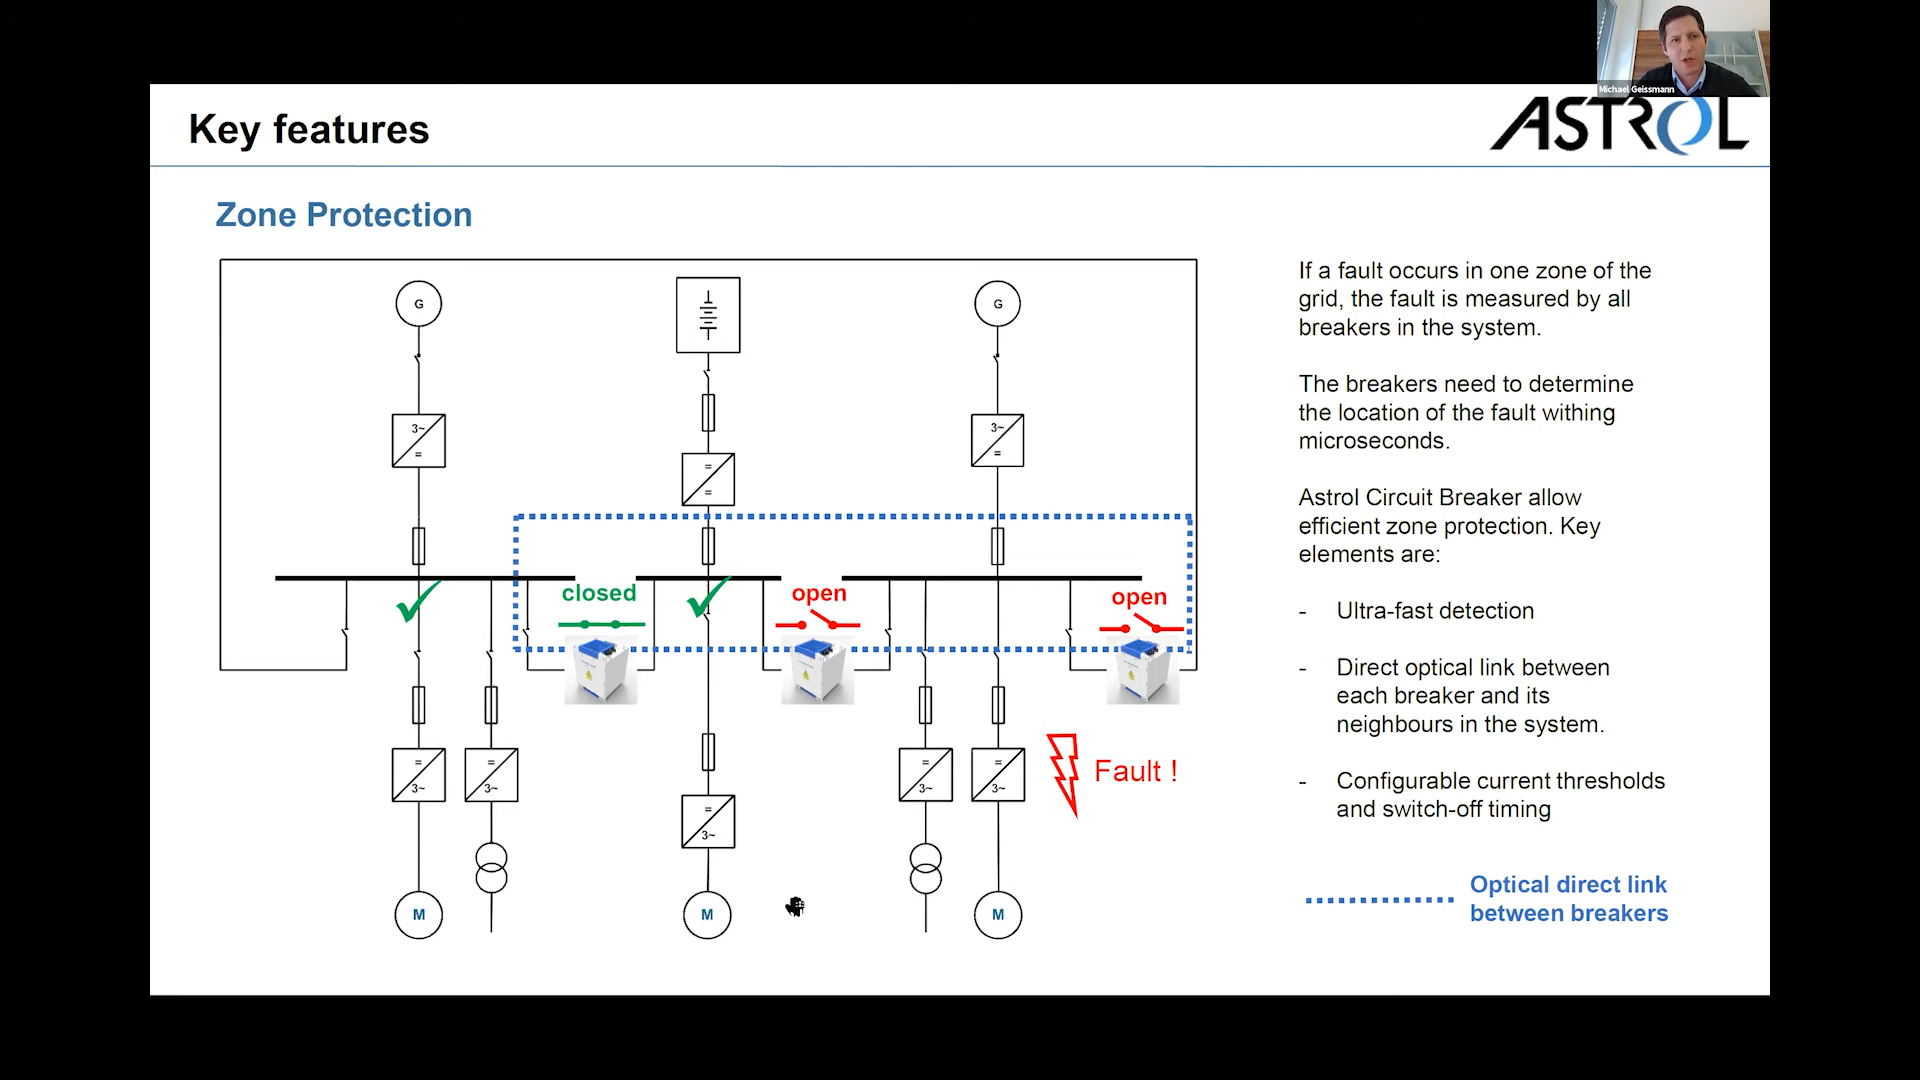 Michael Geissmann
Key features
ASTROL
Zone Protection
G
G
3~
=
=
=
3~
=
closed
open
open
=
3~
=
3~
=
3~
=
3~
=
3~
Fault !
M
M
M
If a fault occurs in one zone of the
grid, the fault is measured by all
breakers in the system.
The breakers need to determine
the location of the fault withing
microseconds.
Astrol Circuit Breaker allow
efficient zone protection. Key
elements are:
- Ultra-fast detection
- Direct optical link between
each breaker and its
neighbours in the system.
- Configurable current thresholds
and switch-off timing
Optical direct link
between breakers